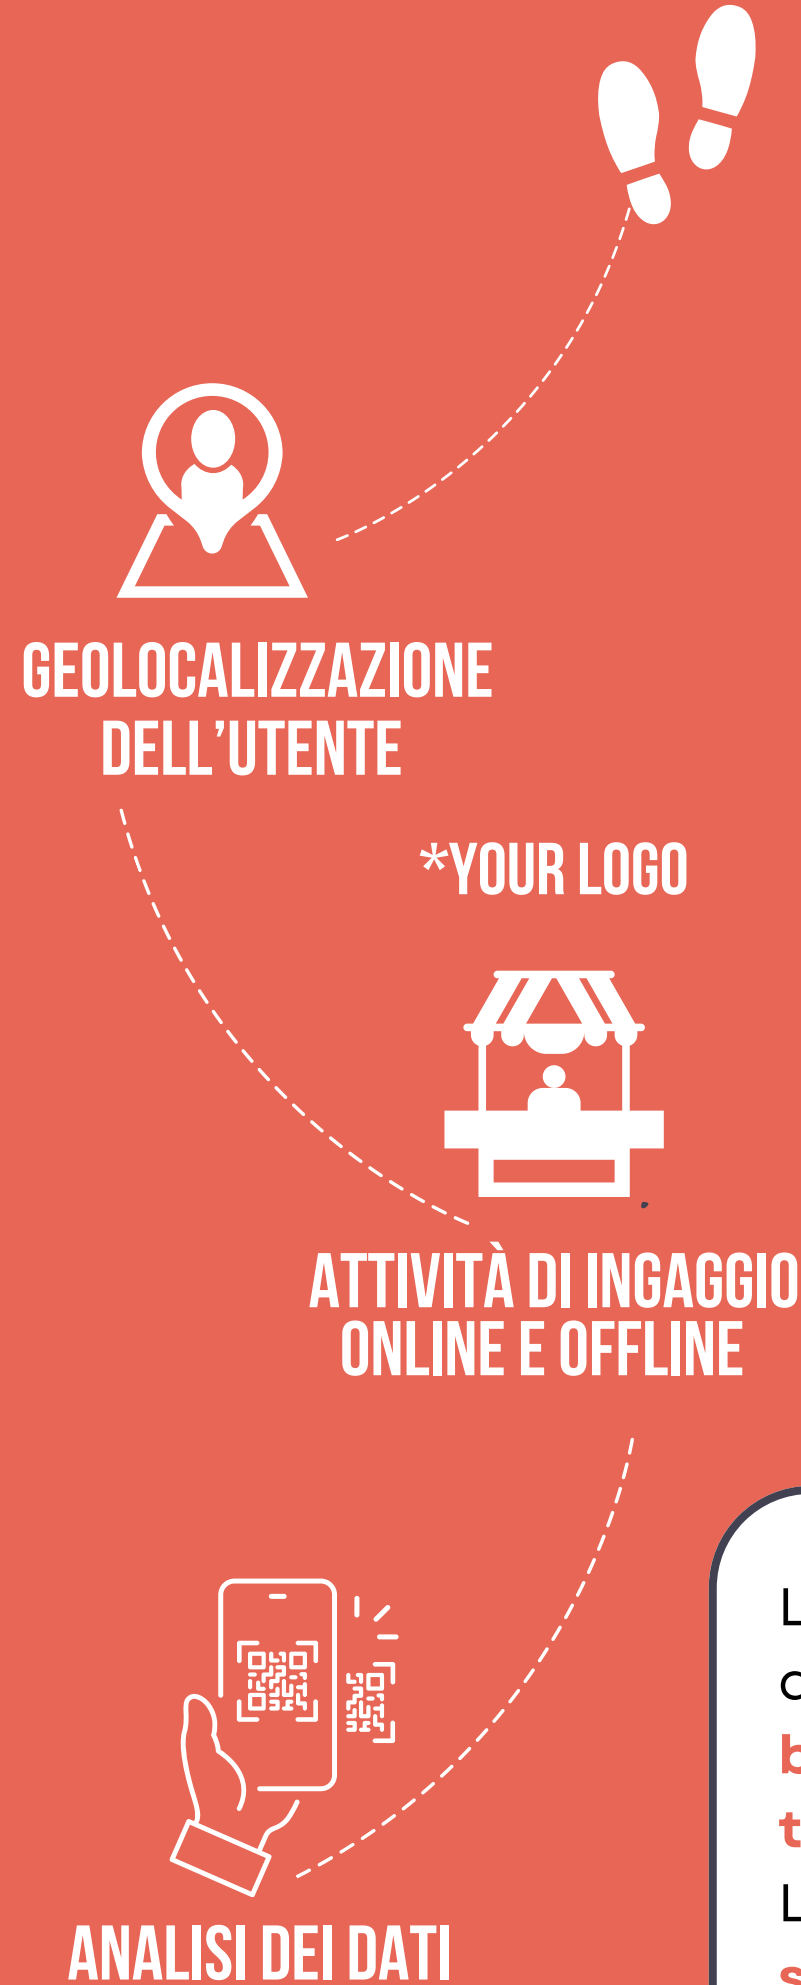 GEOLOCALIZZAZIONE
DELL’UTENTE
*YOUR LOGO
ATTIVITÀ DI INGAGGIO
ONLINE E OFFLINE
ANALISI DEI DATI